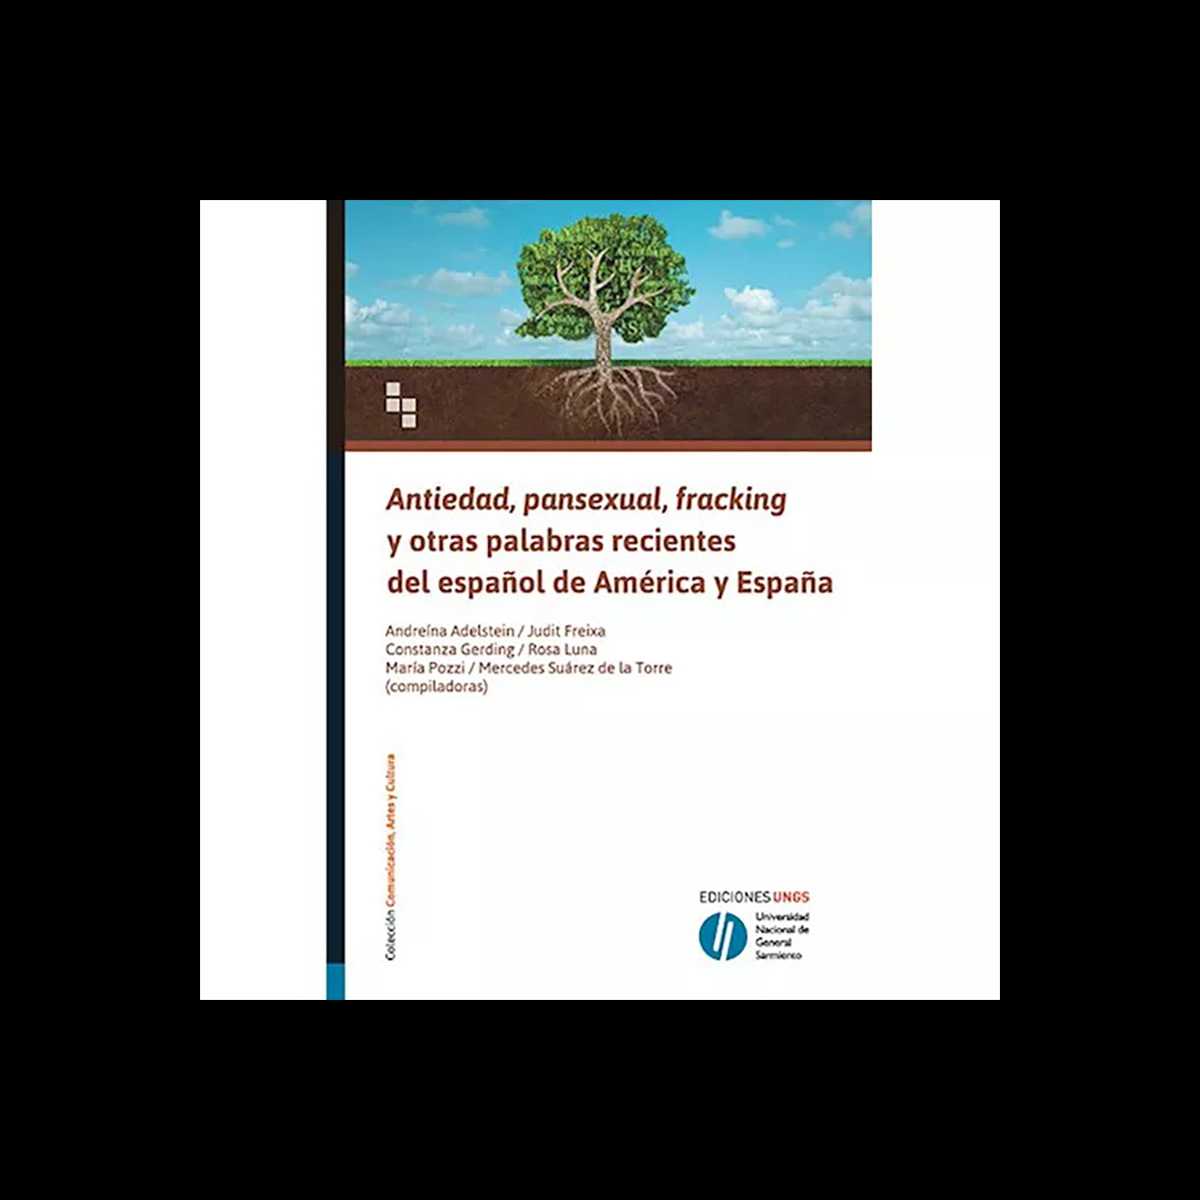 Antiedad, pansexual, fracking
y otras palabras recientes
del español de América y España
Andreína Adelstein / Judit Freixa
Constanza Gerding / Rosa Luna
María Pozzi / Mercedes Suárez de la Torre
(compiladoras)
Colección Comunicación, Artes y Cultura
EDICIONES UNGS
Universidad
Nacional de
General
Sarmiento